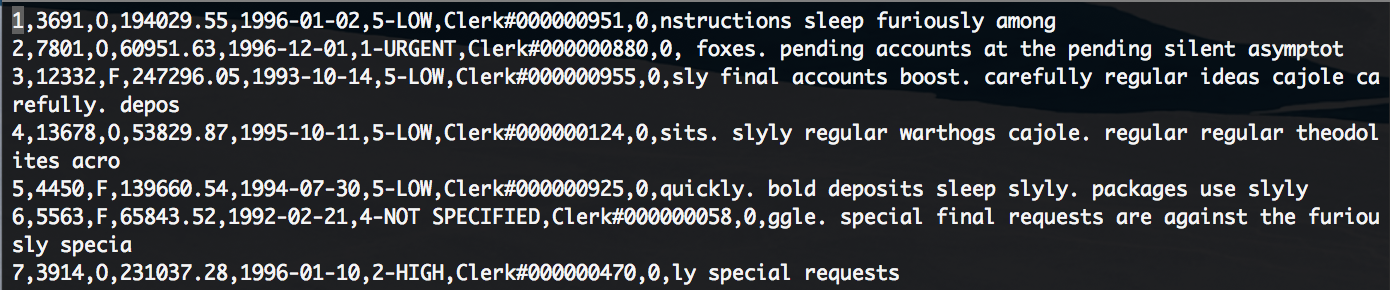 1,3691,O,194029.55,1996-01-02,5-LOW,Clerk#000000951,0,nstructions sleep furiously among
2,7801,O,60951.63,1996-12-01,1-URGENT,Clerk#000000880,0, foxes. pending accounts at the pending silent asymptot
3,12332,F,247296.05,1993-10-14,5-LOW,Clerk#000000955,0,sly final accounts boost. carefully regular ideas cajole ca
refully. depos
4,13678,O,53829.87,1995-10-11,5-LOW,Clerk#000000124,0,sits. slyly regular warthogs cajole. regular regular theodol
ites acro
5,4450,F,139660.54,1994-07-30,5-LOW,Clerk#000000925,0,quickly. bold deposits sleep slyly. packages use slyly
6,5563,F,65843.52,1992-02-21,4-NOT SPECIFIED,Clerk#000000058,0,ggle. special final requests are against the furiou
sly specia
7,3914,O,231037.28,1996-01-10,2-HIGH,Clerk#000000470,0,ly special requests